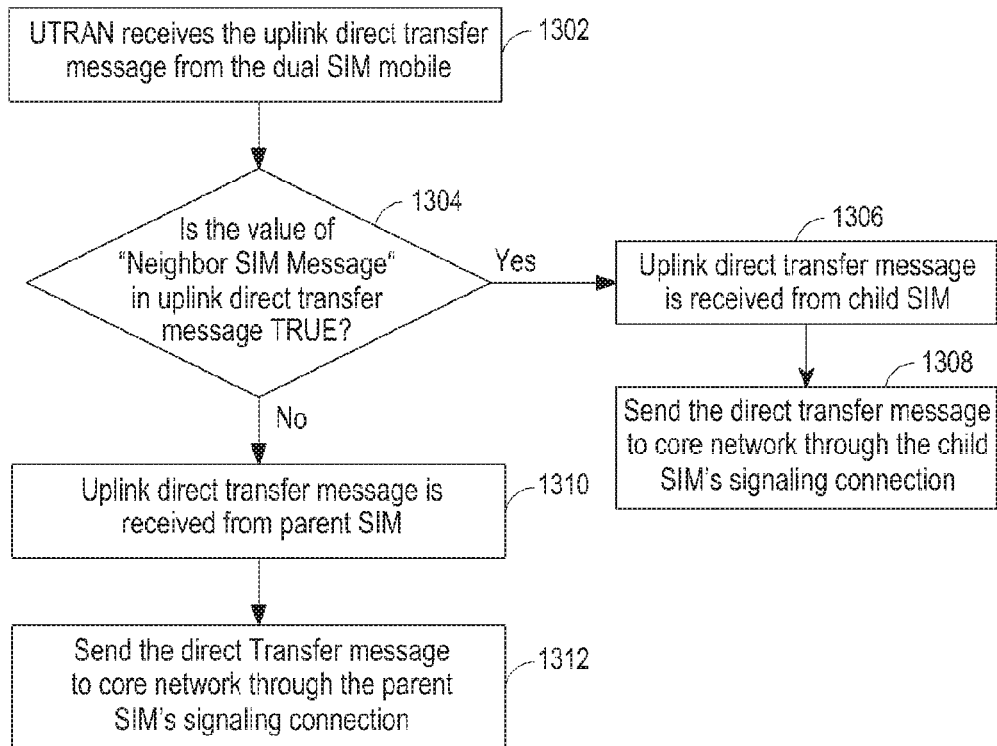 UTRAN receives the uplink direct transfer
message from the dual SIM mobile
1302
1304
Is the value of
“Neighbor SIM Message“
in uplink direct transfer
message TRUE?
Yes
1306
Uplink direct transfer message
is received from child SIM
1308
Send the direct transfer message
to core network through the child
SIM's signaling connection
No
Uplink direct transfer message is
received from parent SIM
1310
Send the direct Transfer message
to core network through the parent
SIM's signaling connection
1312